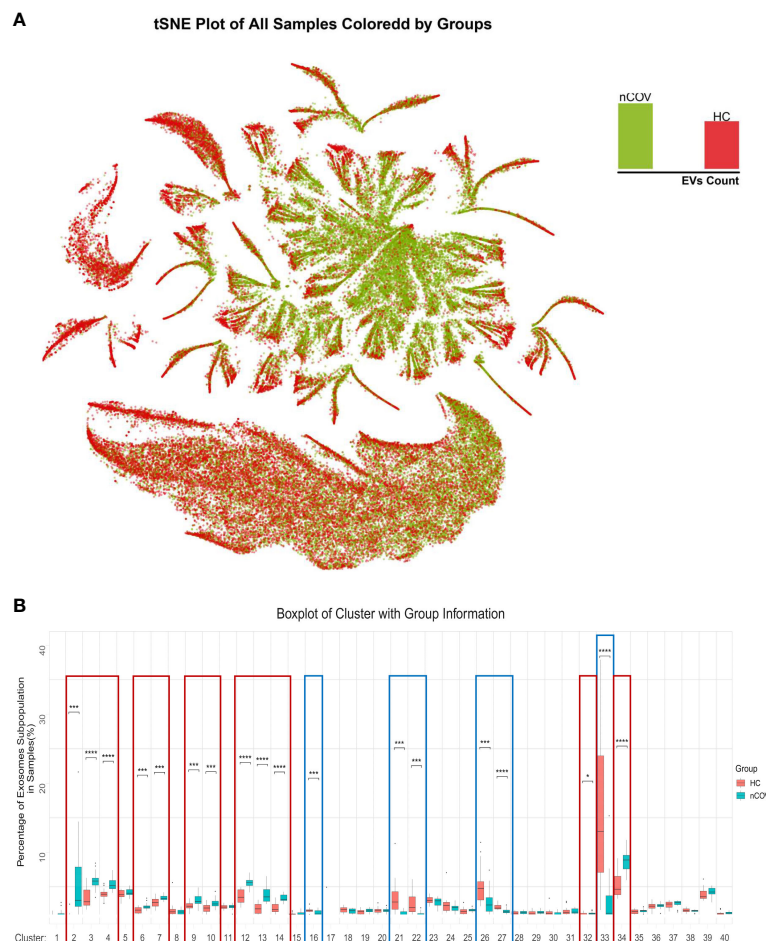 A
tSNE Plot of All Samples Coloredd by Groups
nCOV
HC
EVs Count
B
Boxplot of Cluster with Group Information
Percentage of Exosomes Subpopulation
in Samples(%)
40
30
20
10
0
*** **** **** *** *** *** *** **** **** **** *** *** *** *** **** * **** ****
Group
HC
nCOV
Cluster: 1 2 3 4 5 6 7 8 9 10 11 12 13 14 15 16 17 18 19 20 21 22 23 24 25 26 27 28 29 30 31 32 33 34 35 36 37 38 39 40